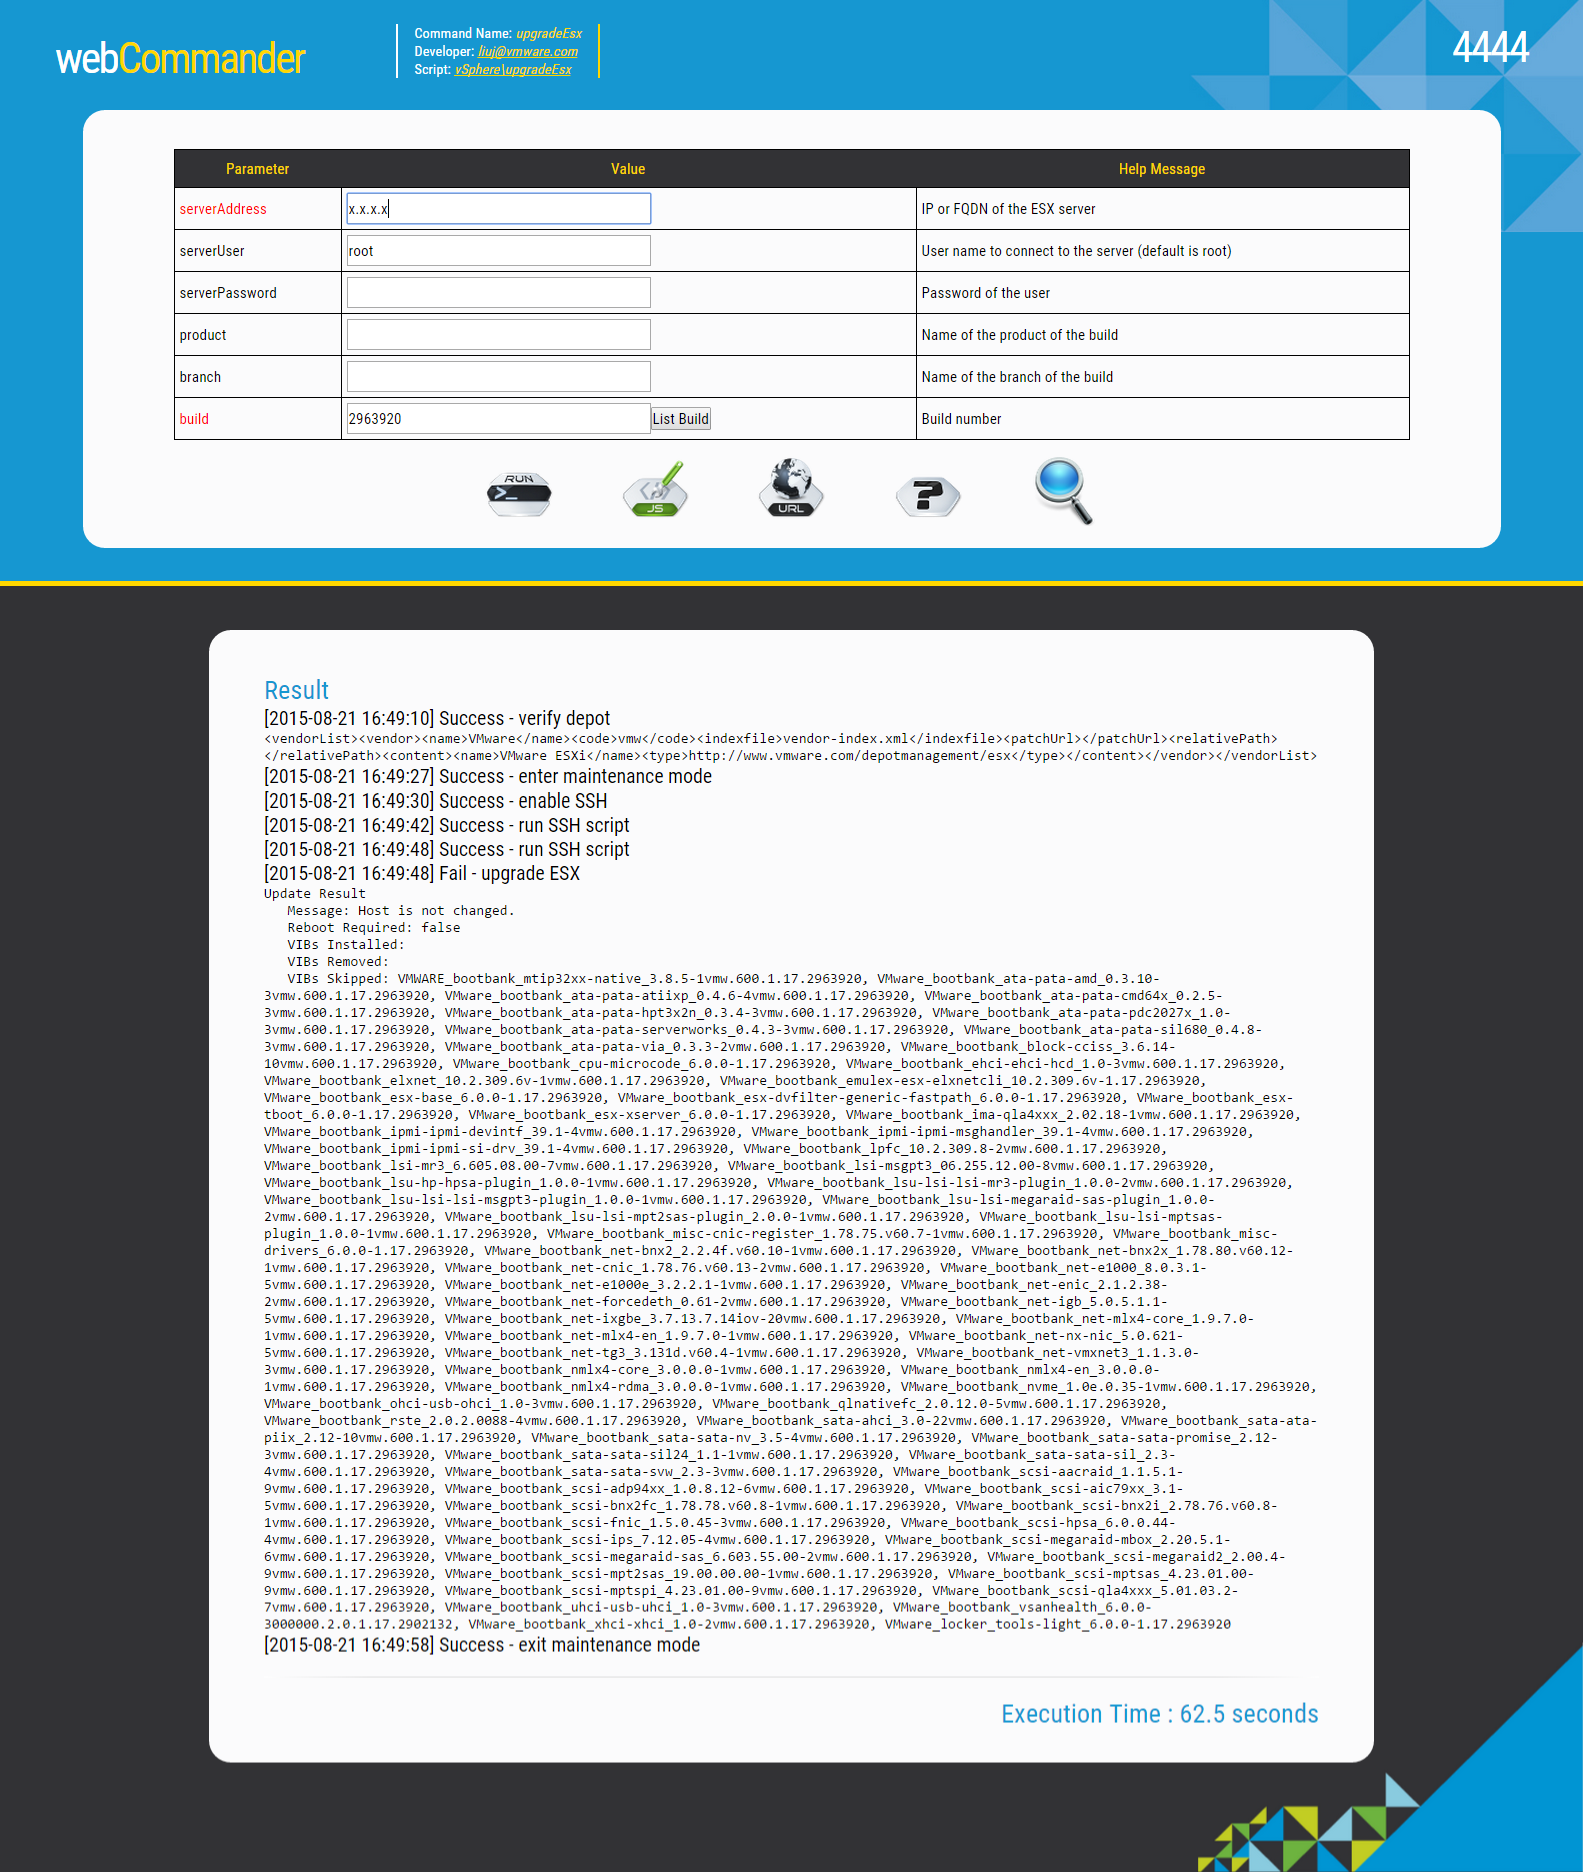 webCommander
Command Name: upgradeEsx
Developer: liuj@vmware.com
Script: vSphere\upgradeEsx
4444
Parameter Value Help Message
serverAddress x.x.x.x IP or FQDN of the ESX server
serverUser root User name to connect to the server (default is root)
serverPassword Password of the user
product Name of the product of the build
branch Name of the branch of the build
build 2963920 List Build Build number
RUN >_ JS URL ?
Result
[2015-08-21 16:49:10] Success - verify depot
<vendorList><vendor><name>VMware</name><code>vmw</code><indexfile>vendor-index.xml</indexfile><patchUrl></patchUrl><relativePath>
</relativePath><content><name>VMware ESXi</name><type>http://www.vmware.com/depotmanagement/esx</type></content></vendor></vendorList>
[2015-08-21 16:49:27] Success - enter maintenance mode
[2015-08-21 16:49:30] Success - enable SSH
[2015-08-21 16:49:42] Success - run SSH script
[2015-08-21 16:49:48] Success - run SSH script
[2015-08-21 16:49:48] Fail - upgrade ESX
Update Result
Message: Host is not changed.
Reboot Required: false
VIBs Installed:
VIBs Removed:
VIBs Skipped: VMWARE_bootbank_mtip32xx-native_3.8.5-1vmw.600.1.17.2963920, VMware_bootbank_ata-pata-amd_0.3.10-
3vmw.600.1.17.2963920, VMware_bootbank_ata-pata-atiixp_0.4.6-4vmw.600.1.17.2963920, VMware_bootbank_ata-pata-cmd64x_0.2.5-
3vmw.600.1.17.2963920, VMware_bootbank_ata-pata-hpt3x2n_0.3.4-3vmw.600.1.17.2963920, VMware_bootbank_ata-pata-pdc2027x_1.0-
3vmw.600.1.17.2963920, VMware_bootbank_ata-pata-serverworks_0.4.3-3vmw.600.1.17.2963920, VMware_bootbank_ata-pata-sil680_0.4.8-
3vmw.600.1.17.2963920, VMware_bootbank_ata-pata-via_0.3.3-2vmw.600.1.17.2963920, VMware_bootbank_block-cciss_3.6.14-
10vmw.600.1.17.2963920, VMware_bootbank_cpu-microcode_6.0.0-1.17.2963920, VMware_bootbank_ehci-ehci-hcd_1.0-3vmw.600.1.17.2963920,
VMware_bootbank_elxnet_10.2.309.6v-1vmw.600.1.17.2963920, VMware_bootbank_emulex-esx-elxnetcli_10.2.309.6v-1.17.2963920,
VMware_bootbank_esx-base_6.0.0-1.17.2963920, VMware_bootbank_esx-dvfilter-generic-fastpath_6.0.0-1.17.2963920, VMware_bootbank_esx-
tboot_6.0.0-1.17.2963920, VMware_bootbank_esx-xserver_6.0.0-1.17.2963920, VMware_bootbank_ima-qla4xxx_2.02.18-1vmw.600.1.17.2963920,
VMware_bootbank_ipmi-ipmi-devintf_39.1-4vmw.600.1.17.2963920, VMware_bootbank_ipmi-ipmi-msghandler_39.1-4vmw.600.1.17.2963920,
VMware_bootbank_ipmi-ipmi-si-drv_39.1-4vmw.600.1.17.2963920, VMware_bootbank_lpfc_10.2.309.8-2vmw.600.1.17.2963920,
VMware_bootbank_lsi-mr3_6.605.08.00-7vmw.600.1.17.2963920, VMware_bootbank_lsi-msgpt3_06.255.12.00-8vmw.600.1.17.2963920,
VMware_bootbank_lsu-hp-hpsa-plugin_1.0.0-1vmw.600.1.17.2963920, VMware_bootbank_lsu-lsi-lsi-mr3-plugin_1.0.0-2vmw.600.1.17.2963920,
VMware_bootbank_lsu-lsi-lsi-msgpt3-plugin_1.0.0-1vmw.600.1.17.2963920, VMware_bootbank_lsu-lsi-megaraid-sas-plugin_1.0.0-
2vmw.600.1.17.2963920, VMware_bootbank_lsu-lsi-mpt2sas-plugin_2.0.0-1vmw.600.1.17.2963920, VMware_bootbank_lsu-lsi-mptsas-
plugin_1.0.0-1vmw.600.1.17.2963920, VMware_bootbank_misc-cnic-register_1.78.75.v60.7-1vmw.600.1.17.2963920, VMware_bootbank_misc-
drivers_6.0.0-1.17.2963920, VMware_bootbank_net-bnx2_2.2.4f.v60.10-1vmw.600.1.17.2963920, VMware_bootbank_net-bnx2x_1.78.80.v60.12-
1vmw.600.1.17.2963920, VMware_bootbank_net-cnic_1.78.76.v60.13-2vmw.600.1.17.2963920, VMware_bootbank_net-e1000_8.0.3.1-
5vmw.600.1.17.2963920, VMware_bootbank_net-e1000e_3.2.2.1-1vmw.600.1.17.2963920, VMware_bootbank_net-enic_2.1.2.38-
2vmw.600.1.17.2963920, VMware_bootbank_net-forcedeth_0.61-2vmw.600.1.17.2963920, VMware_bootbank_net-igb_5.0.5.1.1-
5vmw.600.1.17.2963920, VMware_bootbank_net-ixgbe_3.7.13.7.14iov-20vmw.600.1.17.2963920, VMware_bootbank_net-mlx4-core_1.9.7.0-
1vmw.600.1.17.2963920, VMware_bootbank_net-mlx4-en_1.9.7.0-1vmw.600.1.17.2963920, VMware_bootbank_net-nx-nic_5.0.621-
5vmw.600.1.17.2963920, VMware_bootbank_net-tg3_3.131d.v60.4-1vmw.600.1.17.2963920, VMware_bootbank_net-vmxnet3_1.1.3.0-
3vmw.600.1.17.2963920, VMware_bootbank_nmlx4-core_3.0.0.0-1vmw.600.1.17.2963920, VMware_bootbank_nmlx4-en_3.0.0.0-
1vmw.600.1.17.2963920, VMware_bootbank_nmlx4-rdma_3.0.0.0-1vmw.600.1.17.2963920, VMware_bootbank_nvme_1.0e.0.35-1vmw.600.1.17.2963920,
VMware_bootbank_ohci-usb-ohci_1.0-3vmw.600.1.17.2963920, VMware_bootbank_qlnativefc_2.0.12.0-5vmw.600.1.17.2963920,
VMware_bootbank_rste_2.0.2.0088-4vmw.600.1.17.2963920, VMware_bootbank_sata-ahci_3.0-22vmw.600.1.17.2963920, VMware_bootbank_sata-ata-
piix_2.12-10vmw.600.1.17.2963920, VMware_bootbank_sata-sata-nv_3.5-4vmw.600.1.17.2963920, VMware_bootbank_sata-sata-promise_2.12-
3vmw.600.1.17.2963920, VMware_bootbank_sata-sata-sil24_1.1-1vmw.600.1.17.2963920, VMware_bootbank_sata-sata-sil_2.3-
4vmw.600.1.17.2963920, VMware_bootbank_sata-sata-svw_2.3-3vmw.600.1.17.2963920, VMware_bootbank_scsi-aacraid_1.1.5.1-
9vmw.600.1.17.2963920, VMware_bootbank_scsi-adp94xx_1.0.8.12-6vmw.600.1.17.2963920, VMware_bootbank_scsi-aic79xx_3.1-
5vmw.600.1.17.2963920, VMware_bootbank_scsi-bnx2fc_1.78.78.v60.8-1vmw.600.1.17.2963920, VMware_bootbank_scsi-bnx2i_2.78.76.v60.8-
1vmw.600.1.17.2963920, VMware_bootbank_scsi-fnic_1.5.0.45-3vmw.600.1.17.2963920, VMware_bootbank_scsi-hpsa_6.0.0.44-
4vmw.600.1.17.2963920, VMware_bootbank_scsi-ips_7.12.05-4vmw.600.1.17.2963920, VMware_bootbank_scsi-megaraid-mbox_2.20.5.1-
6vmw.600.1.17.2963920, VMware_bootbank_scsi-megaraid-sas_6.603.55.00-2vmw.600.1.17.2963920, VMware_bootbank_scsi-megaraid2_2.00.4-
9vmw.600.1.17.2963920, VMware_bootbank_scsi-mpt2sas_19.00.00.00-1vmw.600.1.17.2963920, VMware_bootbank_scsi-mptsas_4.23.01.00-
9vmw.600.1.17.2963920, VMware_bootbank_scsi-mptspi_4.23.01.00-9vmw.600.1.17.2963920, VMware_bootbank_scsi-qla4xxx_5.01.03.2-
7vmw.600.1.17.2963920, VMware_bootbank_uhci-usb-uhci_1.0-3vmw.600.1.17.2963920, VMware_bootbank_vsanhealth_6.0.0-
3000000.2.0.1.17.2902132, VMware_bootbank_xhci-xhci_1.0-2vmw.600.1.17.2963920, VMware_locker_tools-light_6.0.0-1.17.2963920
[2015-08-21 16:49:58] Success - exit maintenance mode
Execution Time : 62.5 seconds